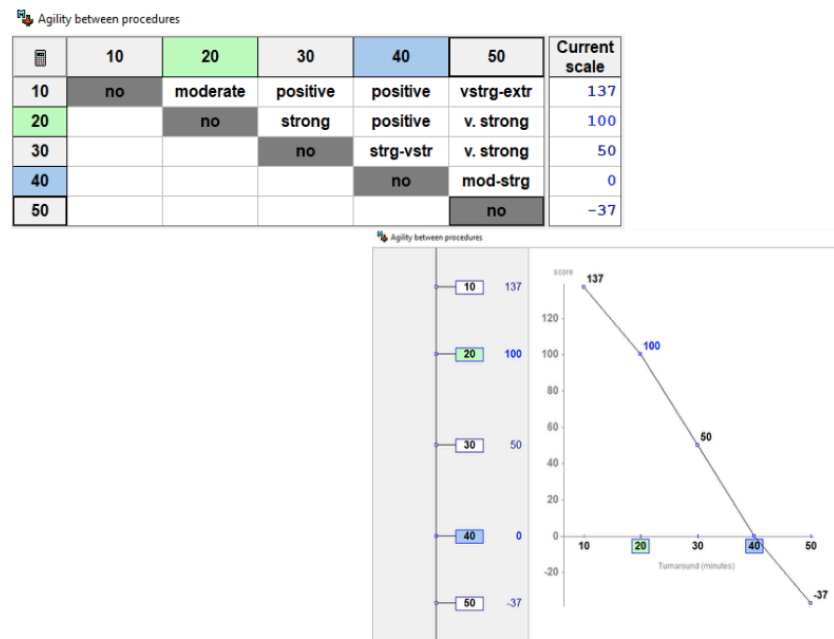 Agility between procedures
10 20 30 40 50 Current scale
10 no moderate positive positive vstrg-extr 137
20 no strong positive v. strong 100
30 no strg-vstr v. strong 50
40 no mod-strg 0
50 no -37
Agility between procedures
10 137
20 100
30 50
40 0
50 -37
score
137
120
100 100
80
60
50
40
20
0
10 20 30 40 50
-20
Turnaround (minutes)
-37